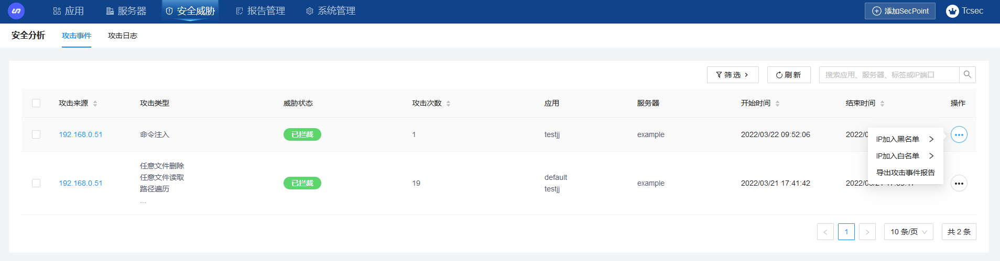 应用 服务器 安全威胁 报告管理 系统管理 添加SecPoint Tcsec
安全分析 攻击事件 攻击日志
筛选 刷新 搜索应用、服务器、标签或IP端口
攻击来源 攻击类型 威胁状态 攻击次数 应用 服务器 开始时间 结束时间 操作
192.168.0.51 命令注入 已拦截 1 testjj example 2022/03/22 09:52:06 2022/0
IP加入黑名单
IP加入白名单
导出攻击事件报告
任意文件删除
任意文件读取
路径遍历
...
192.168.0.51 已拦截 19 default
testjj
example 2022/03/21 17:41:42
1 10 条/页 共 2 条